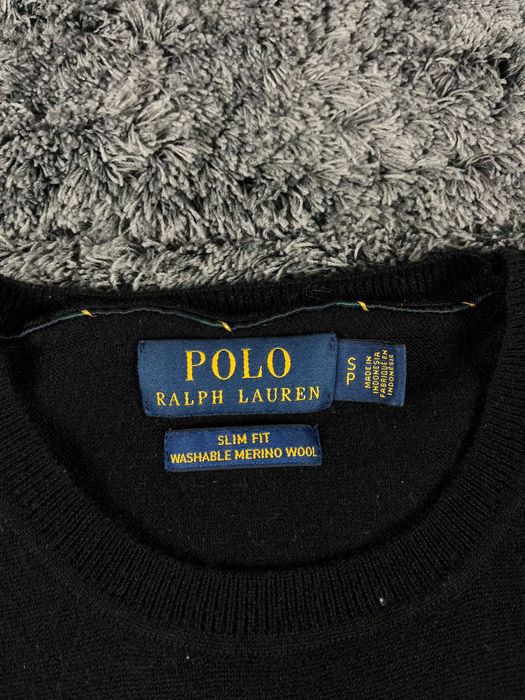 POLO
RALPH LAUREN
S
P
MADE IN
INDONESIA
FABRIQUÉ EN
INDONÉSIE
SLIM FIT
WASHABLE MERINO WOOL